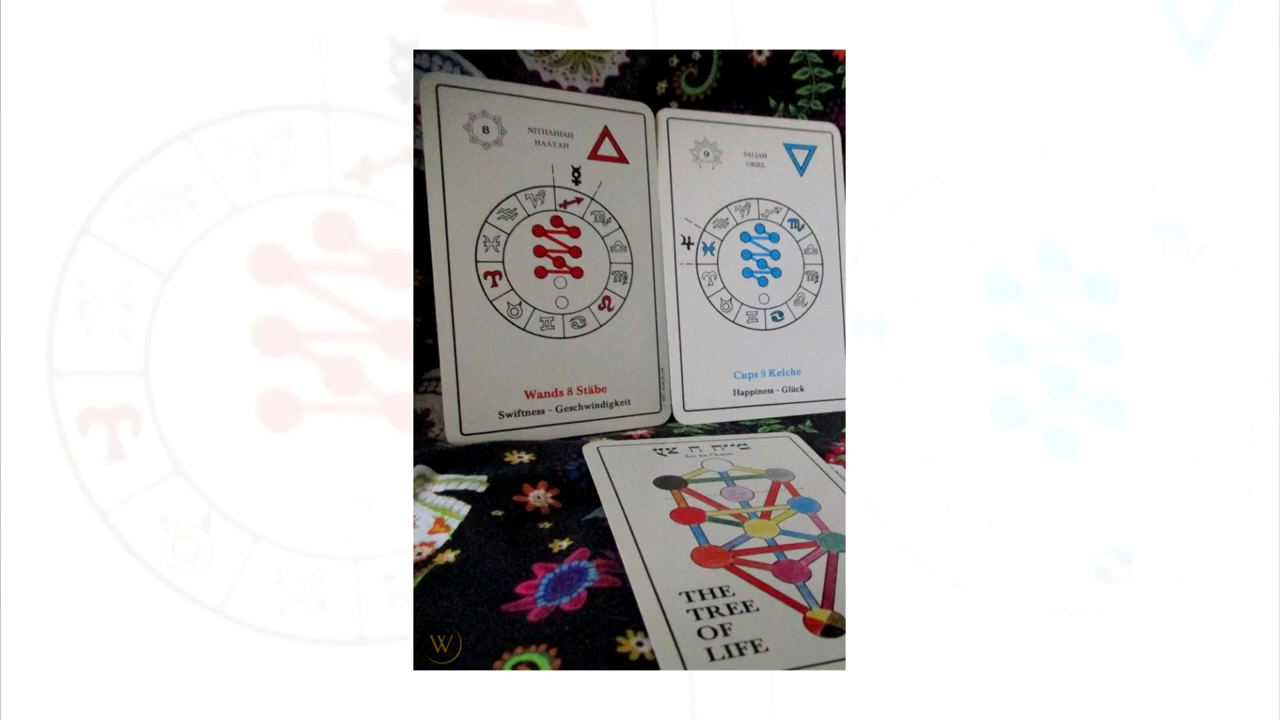 8
NITHAHIAH
HAAYAH
Wands 8 Stäbe
Swiftness - Geschwindigkeit
9
SALIAH
ORIEL
Cups 9 Kelche
Happiness - Glück
THE
TREE
OF
LIFE
W